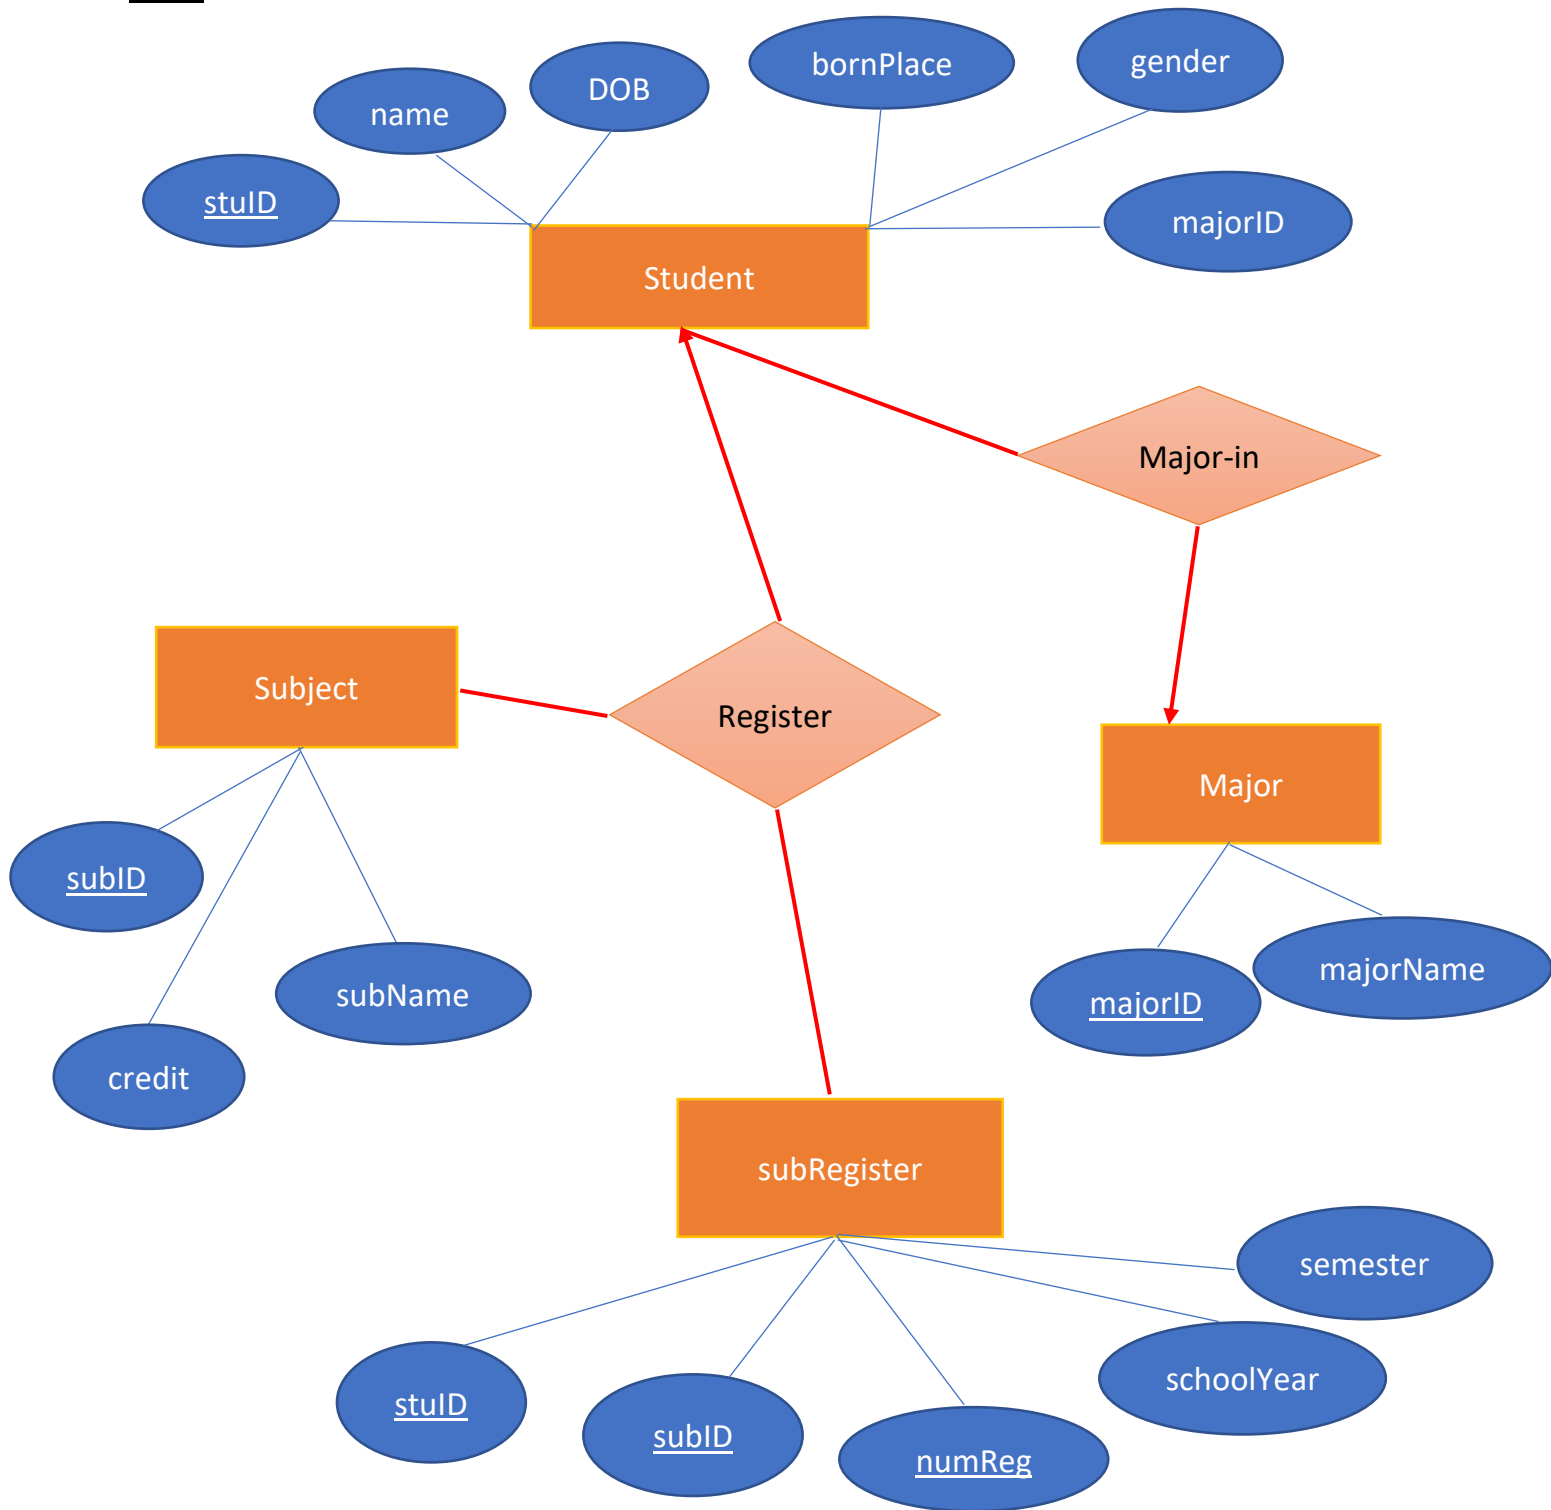 bornPlace
gender
DOB
name
stuID
majorID
Student
Major-in
Subject
Register
Major
subID
subName
majorName
majorID
credit
subRegister
semester
schoolYear
stuID
subID
numReg